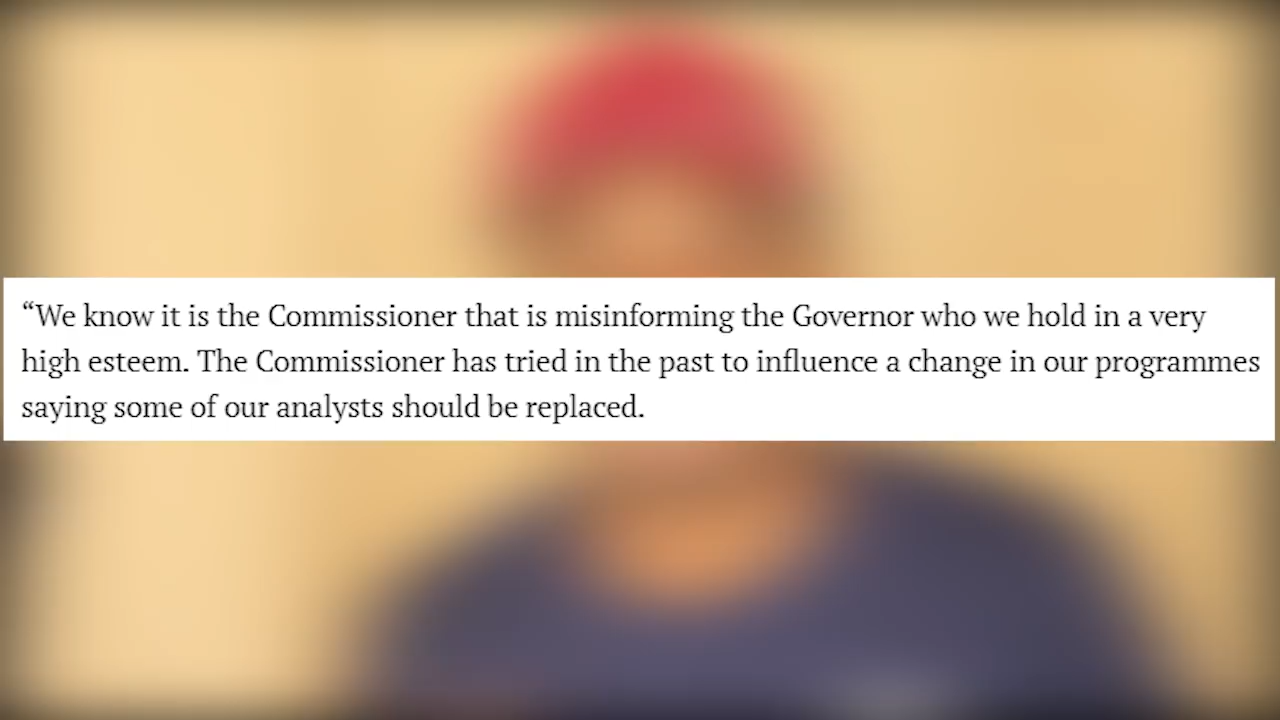 “We know it is the Commissioner that is misinforming the Governor who we hold in a very
high esteem. The Commissioner has tried in the past to influence a change in our programmes
saying some of our analysts should be replaced.